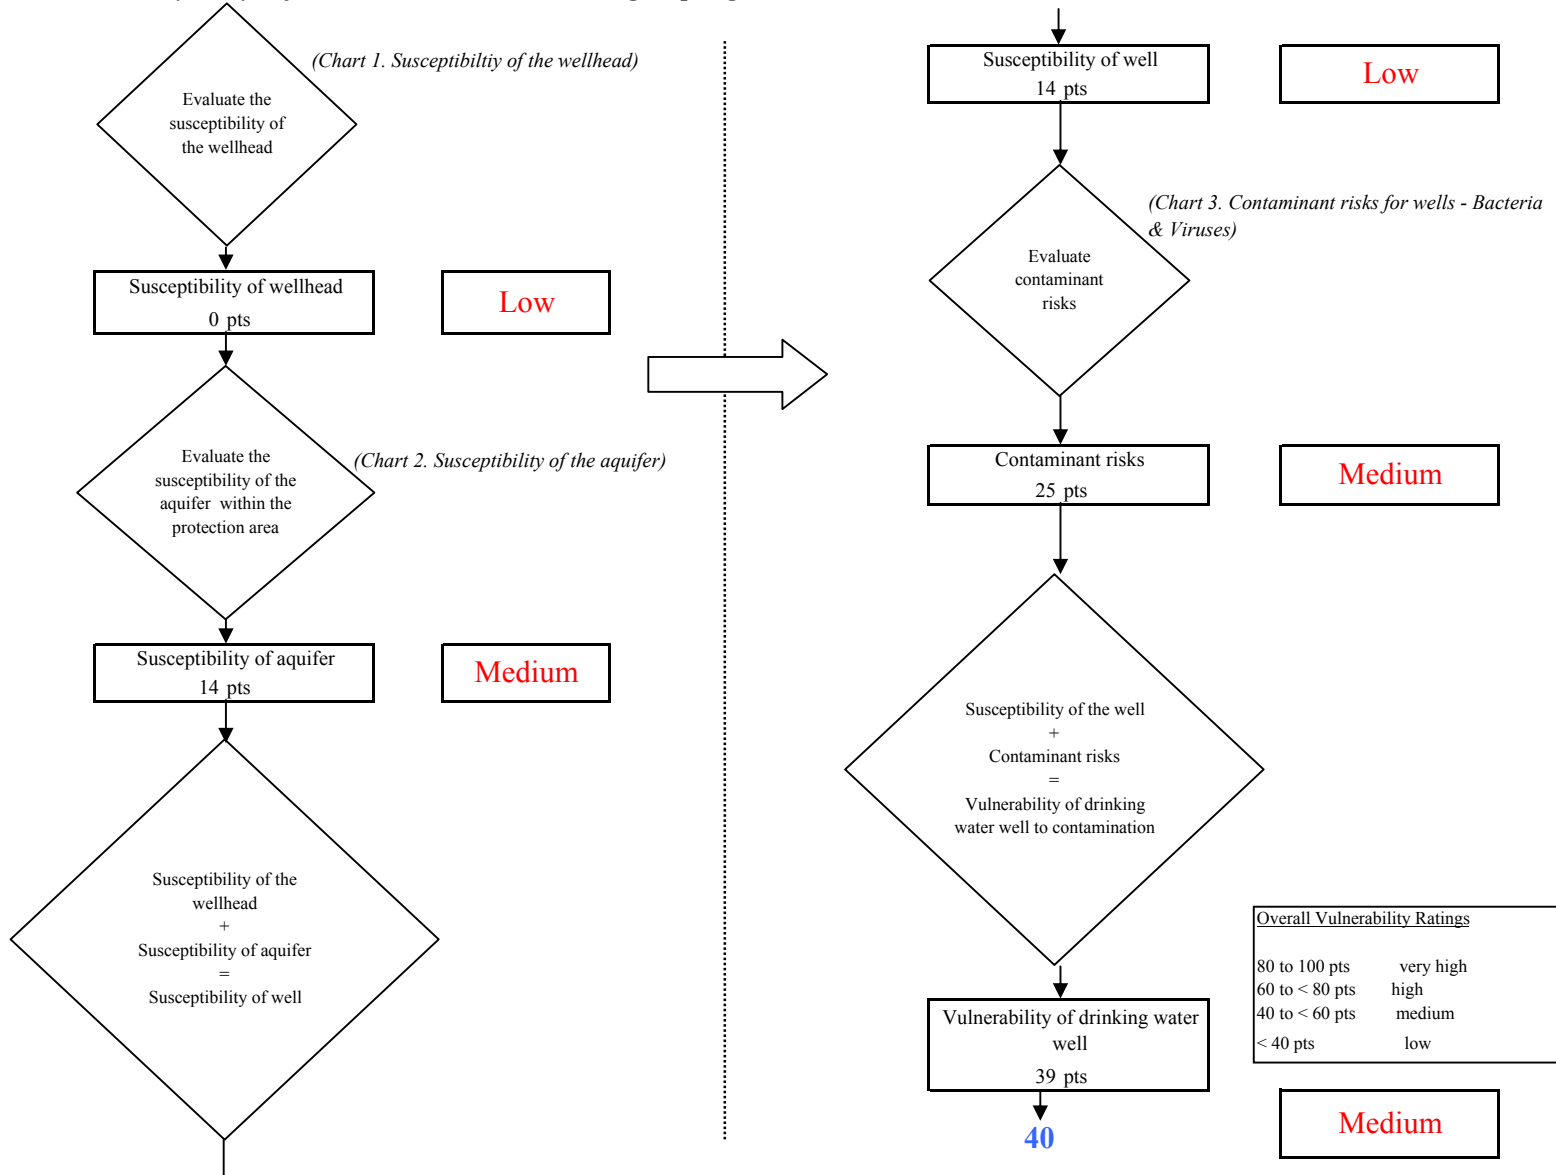 (Chart 1. Susceptibiltiy of the wellhead)
Evaluate the
susceptibility of
the wellhead
Susceptibility of wellhead
0 pts
Low
Evaluate the
susceptibility of the
aquifer within the
protection area
(Chart 2. Susceptibility of the aquifer)
Susceptibility of aquifer
14 pts
Medium
Susceptibility of the
wellhead
+
Susceptibility of aquifer
=
Susceptibility of well
Susceptibility of well
14 pts
Low
(Chart 3. Contaminant risks for wells - Bacteria
& Viruses)
Evaluate
contaminant
risks
Contaminant risks
25 pts
Medium
Susceptibility of the well
+
Contaminant risks
=
Vulnerability of drinking
water well to contamination
Overall Vulnerability Ratings
80 to 100 pts very high
60 to < 80 pts high
40 to < 60 pts medium
< 40 pts low
Vulnerability of drinking water
well
39 pts
40
Medium